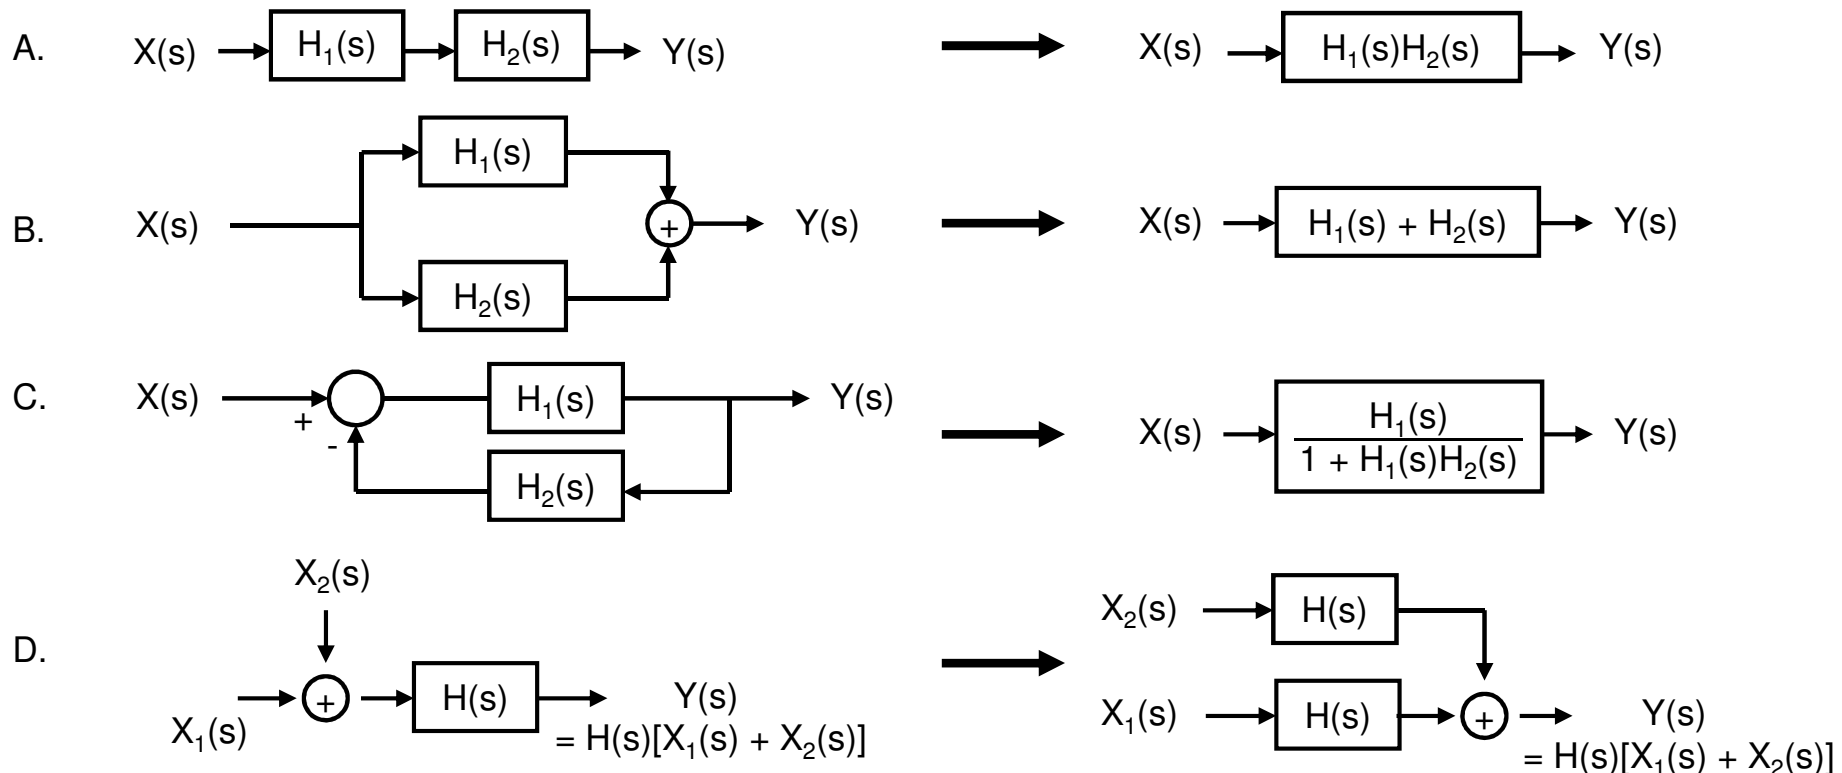 A. X(s) H₁(s) H₂(s) Y(s) X(s) H₁(s)H₂(s) Y(s)
H₁(s)
B. X(s) + Y(s) X(s) H₁(s) + H₂(s) Y(s)
H₂(s)
C. X(s) + - H₁(s) Y(s)
H₂(s)
X(s) H₁(s)
1 + H₁(s)H₂(s) Y(s)
D.
X₂(s)
X₁(s) + H(s) Y(s)
= H(s)[X₁(s) + X₂(s)]
X₂(s) H(s)
X₁(s) H(s) + Y(s)
= H(s)[X₁(s) + X₂(s)]